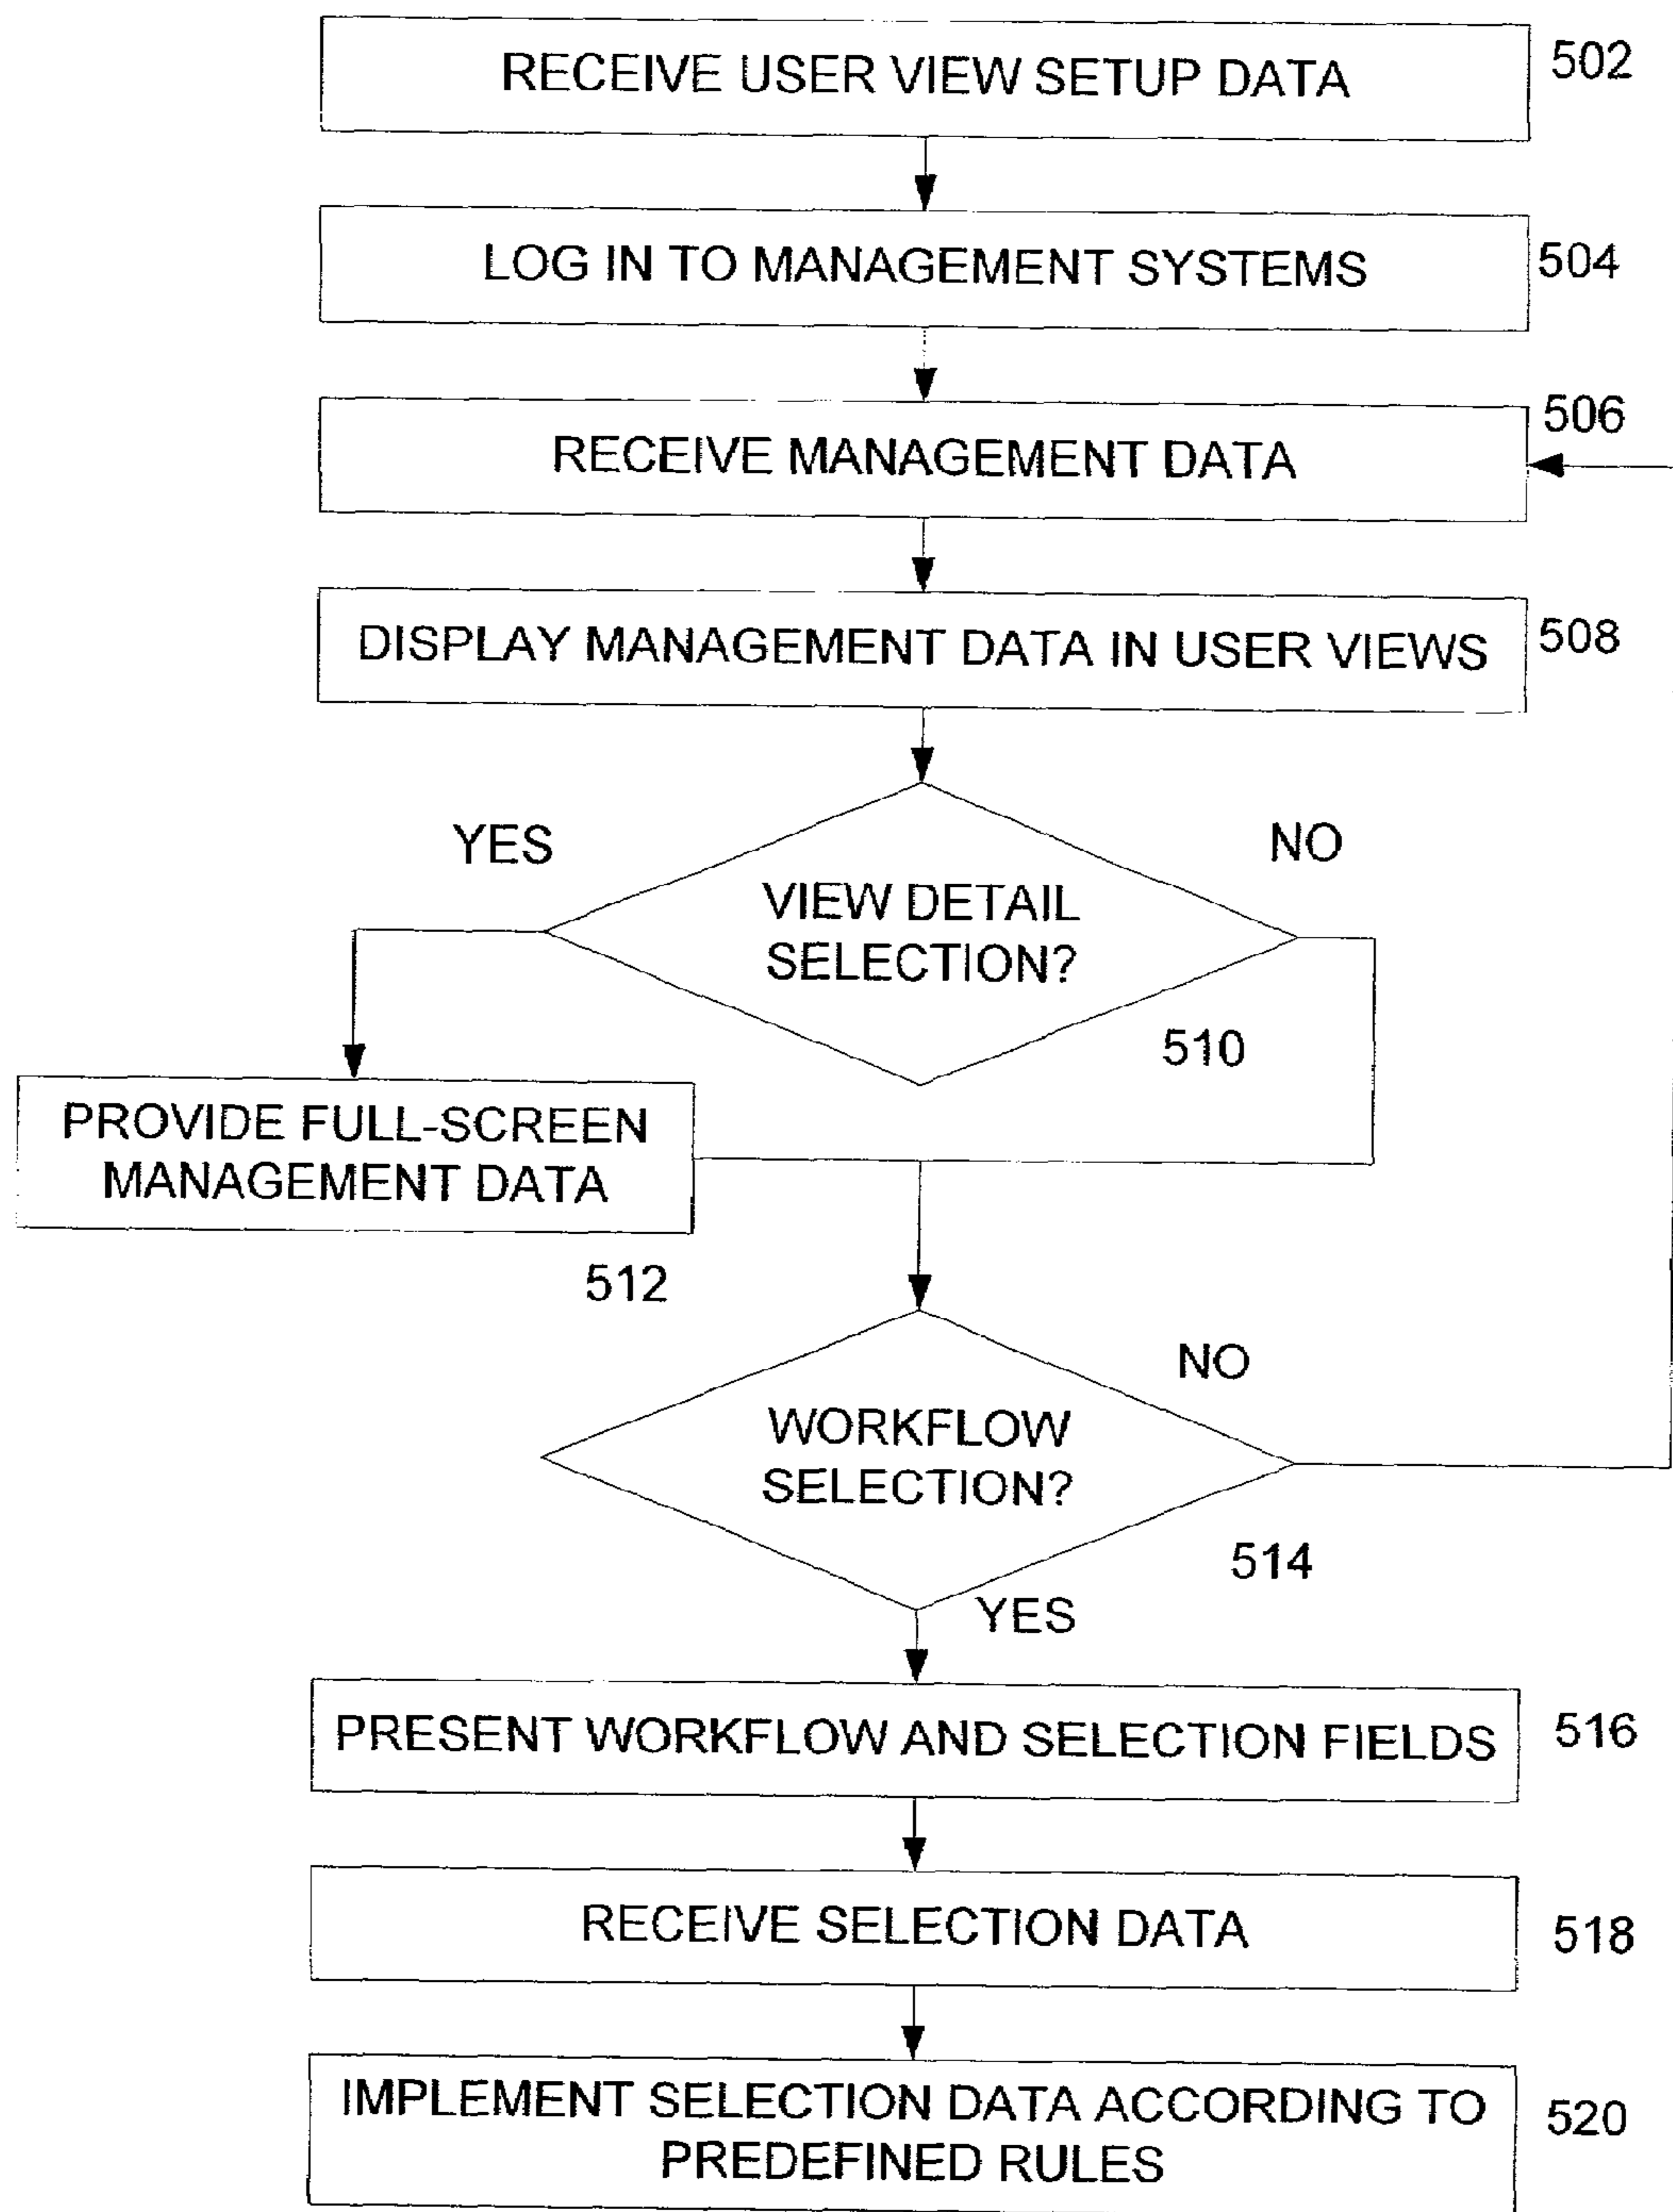 RECEIVE USER VIEW SETUP DATA
502
LOG IN TO MANAGEMENT SYSTEMS
504
RECEIVE MANAGEMENT DATA
506
DISPLAY MANAGEMENT DATA IN USER VIEWS
508
YES
NO
VIEW DETAIL
SELECTION?
510
PROVIDE FULL-SCREEN
MANAGEMENT DATA
512
NO
WORKFLOW
SELECTION?
514
YES
PRESENT WORKFLOW AND SELECTION FIELDS
516
RECEIVE SELECTION DATA
518
IMPLEMENT SELECTION DATA ACCORDING TO
PREDEFINED RULES
520